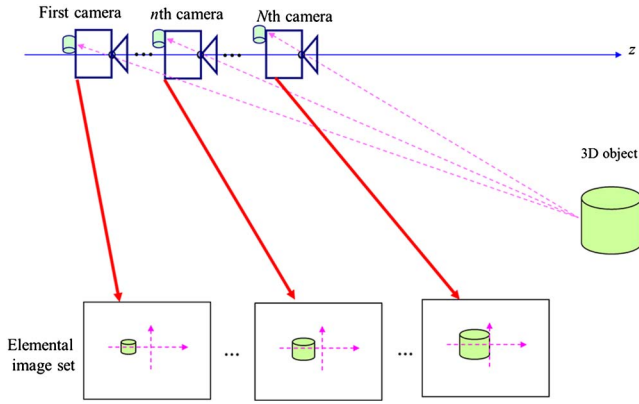 First camera
nth camera
Nth camera
z
3D object
Elemental
image set